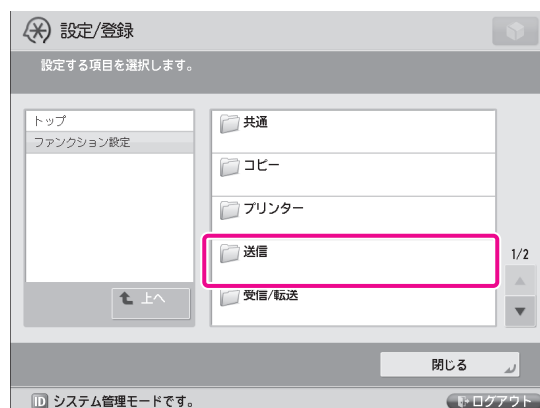 設定/登録
設定する項目を選択します。
トップ
ファンクション設定
上へ
共通
コピー
プリンター
送信
受信/転送
1/2
閉じる
ID システム管理モードです。
ログアウト